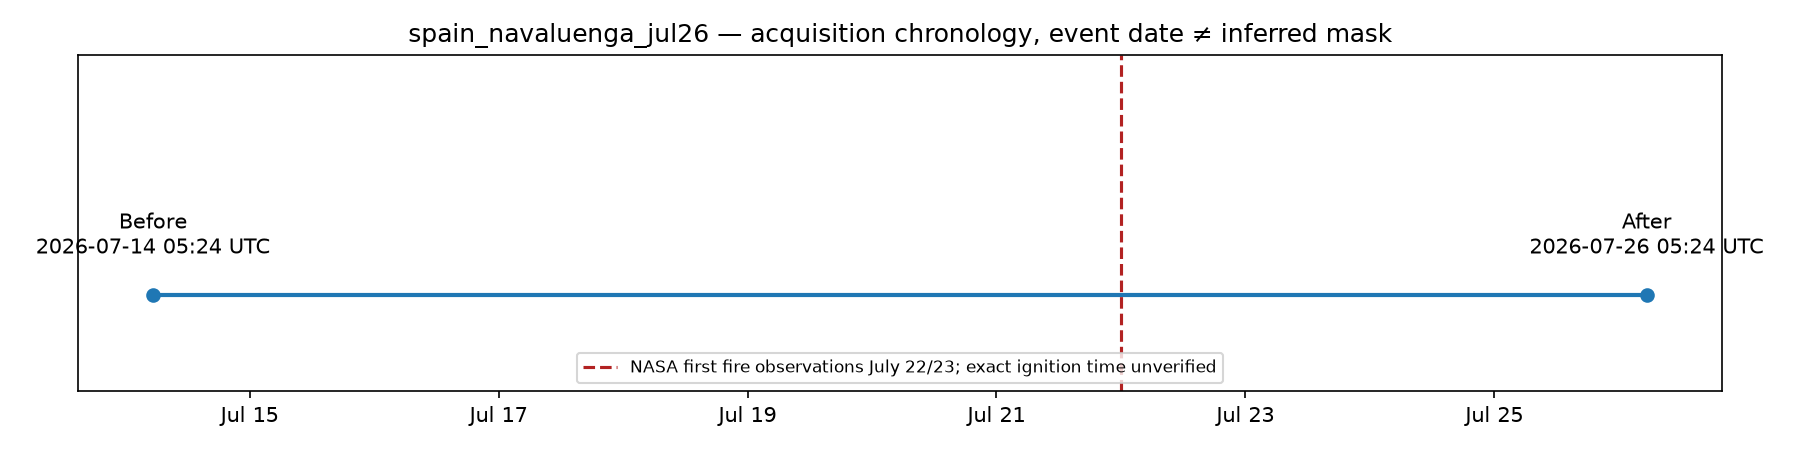 spain_navaluenga_jul26 — acquisition chronology, event date ≠ inferred mask
Before
2026-07-14 05:24 UTC
After
2026-07-26 05:24 UTC
NASA first fire observations July 22/23; exact ignition time unverified
Jul 15
Jul 17
Jul 19
Jul 21
Jul 23
Jul 25